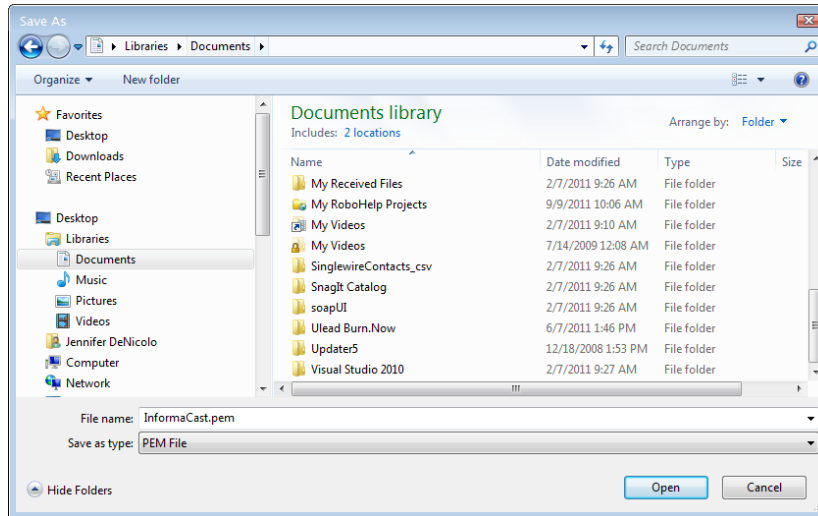 Save As
Libraries Documents
Search Documents
Organize New folder
Favorites
Desktop
Downloads
Recent Places
Desktop
Libraries
Documents
Music
Pictures
Videos
Jennifer DeNicolo
Computer
Network
Documents library
Includes: 2 locations
Arrange by: Folder
Name Date modified Type Size
My Received Files 2/7/2011 9:26 AM File folder
My RoboHelp Projects 9/9/2011 10:06 AM File folder
My Videos 2/7/2011 9:10 AM File folder
My Videos 7/14/2009 12:08 AM File folder
SinglewireContacts_csv 2/7/2011 9:26 AM File folder
SnagIt Catalog 2/7/2011 9:26 AM File folder
soapUI 2/7/2011 9:26 AM File folder
Ulead Burn.Now 6/7/2011 1:46 PM File folder
Updater5 12/18/2008 1:53 PM File folder
Visual Studio 2010 2/7/2011 9:27 AM File folder
File name: InformaCast.pem
Save as type: PEM File
Hide Folders Open Cancel